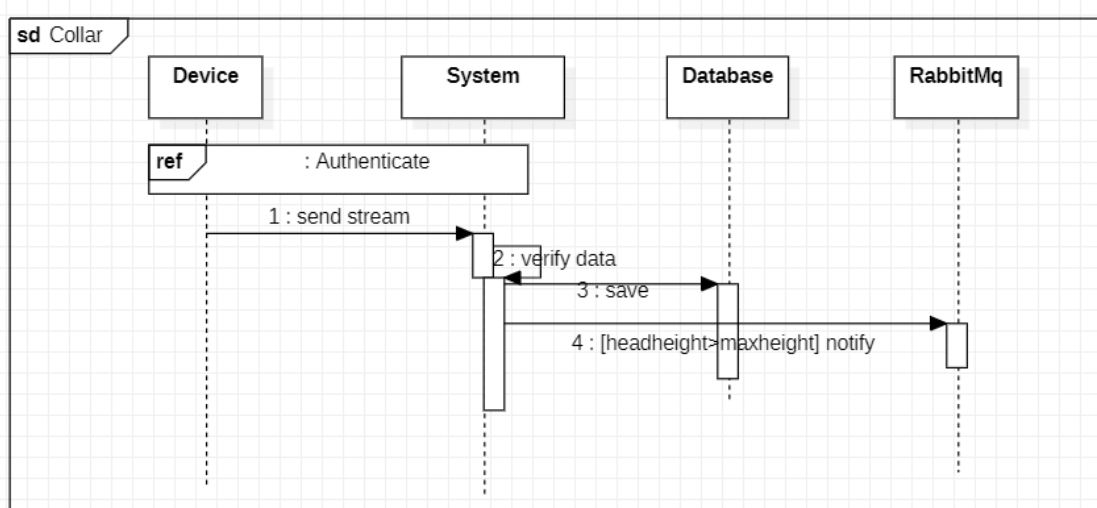 sd Collar
Device
System
Database
RabbitMq
ref
: Authenticate
1 : send stream
2 : verify data
3 : save
4 : [headheight>maxheight] notify